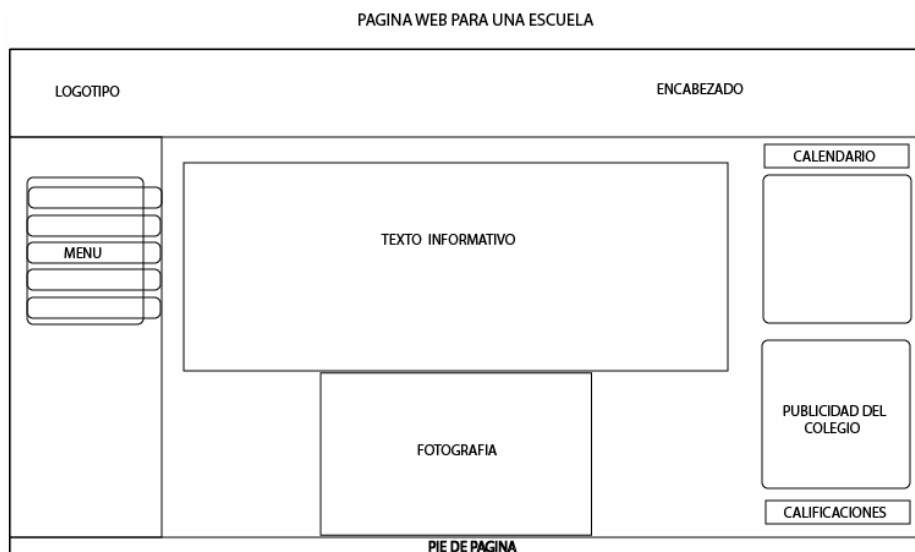 PAGINA WEB PARA UNA ESCUELA
LOGOTIPO
ENCABEZADO
CALENDARIO
MENU
TEXTO INFORMATIVO
PUBLICIDAD DEL
COLEGIO
FOTOGRAFIA
CALIFICACIONES
PIE DE PAGINA